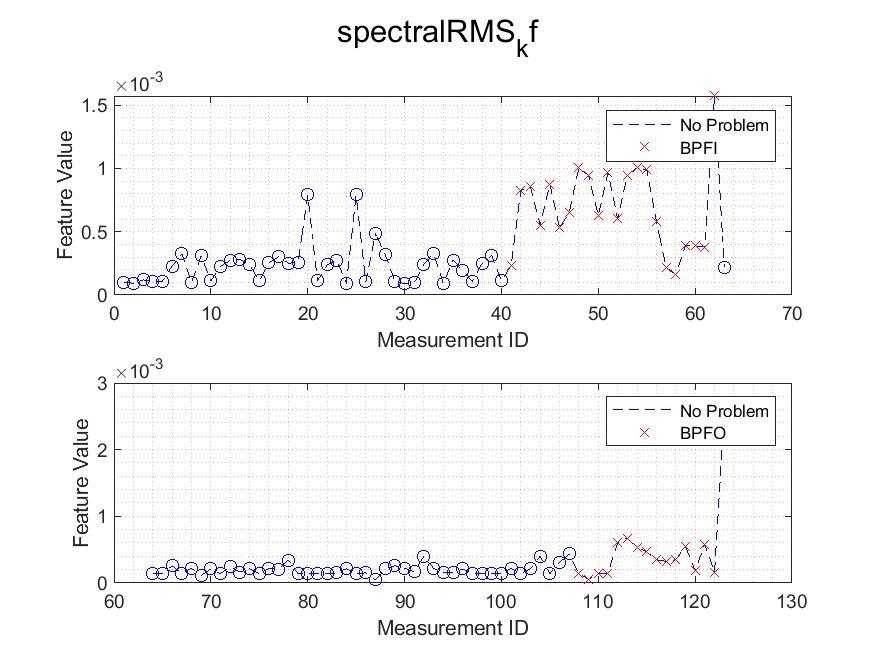 spectralRMS_k f
×10^-3
1.5
1
0.5
0
Feature Value
No Problem
BPFI
0 10 20 30 40 50 60 70
Measurement ID
×10^-3
3
2
1
0
Feature Value
No Problem
BPFO
60 70 80 90 100 110 120 130
Measurement ID